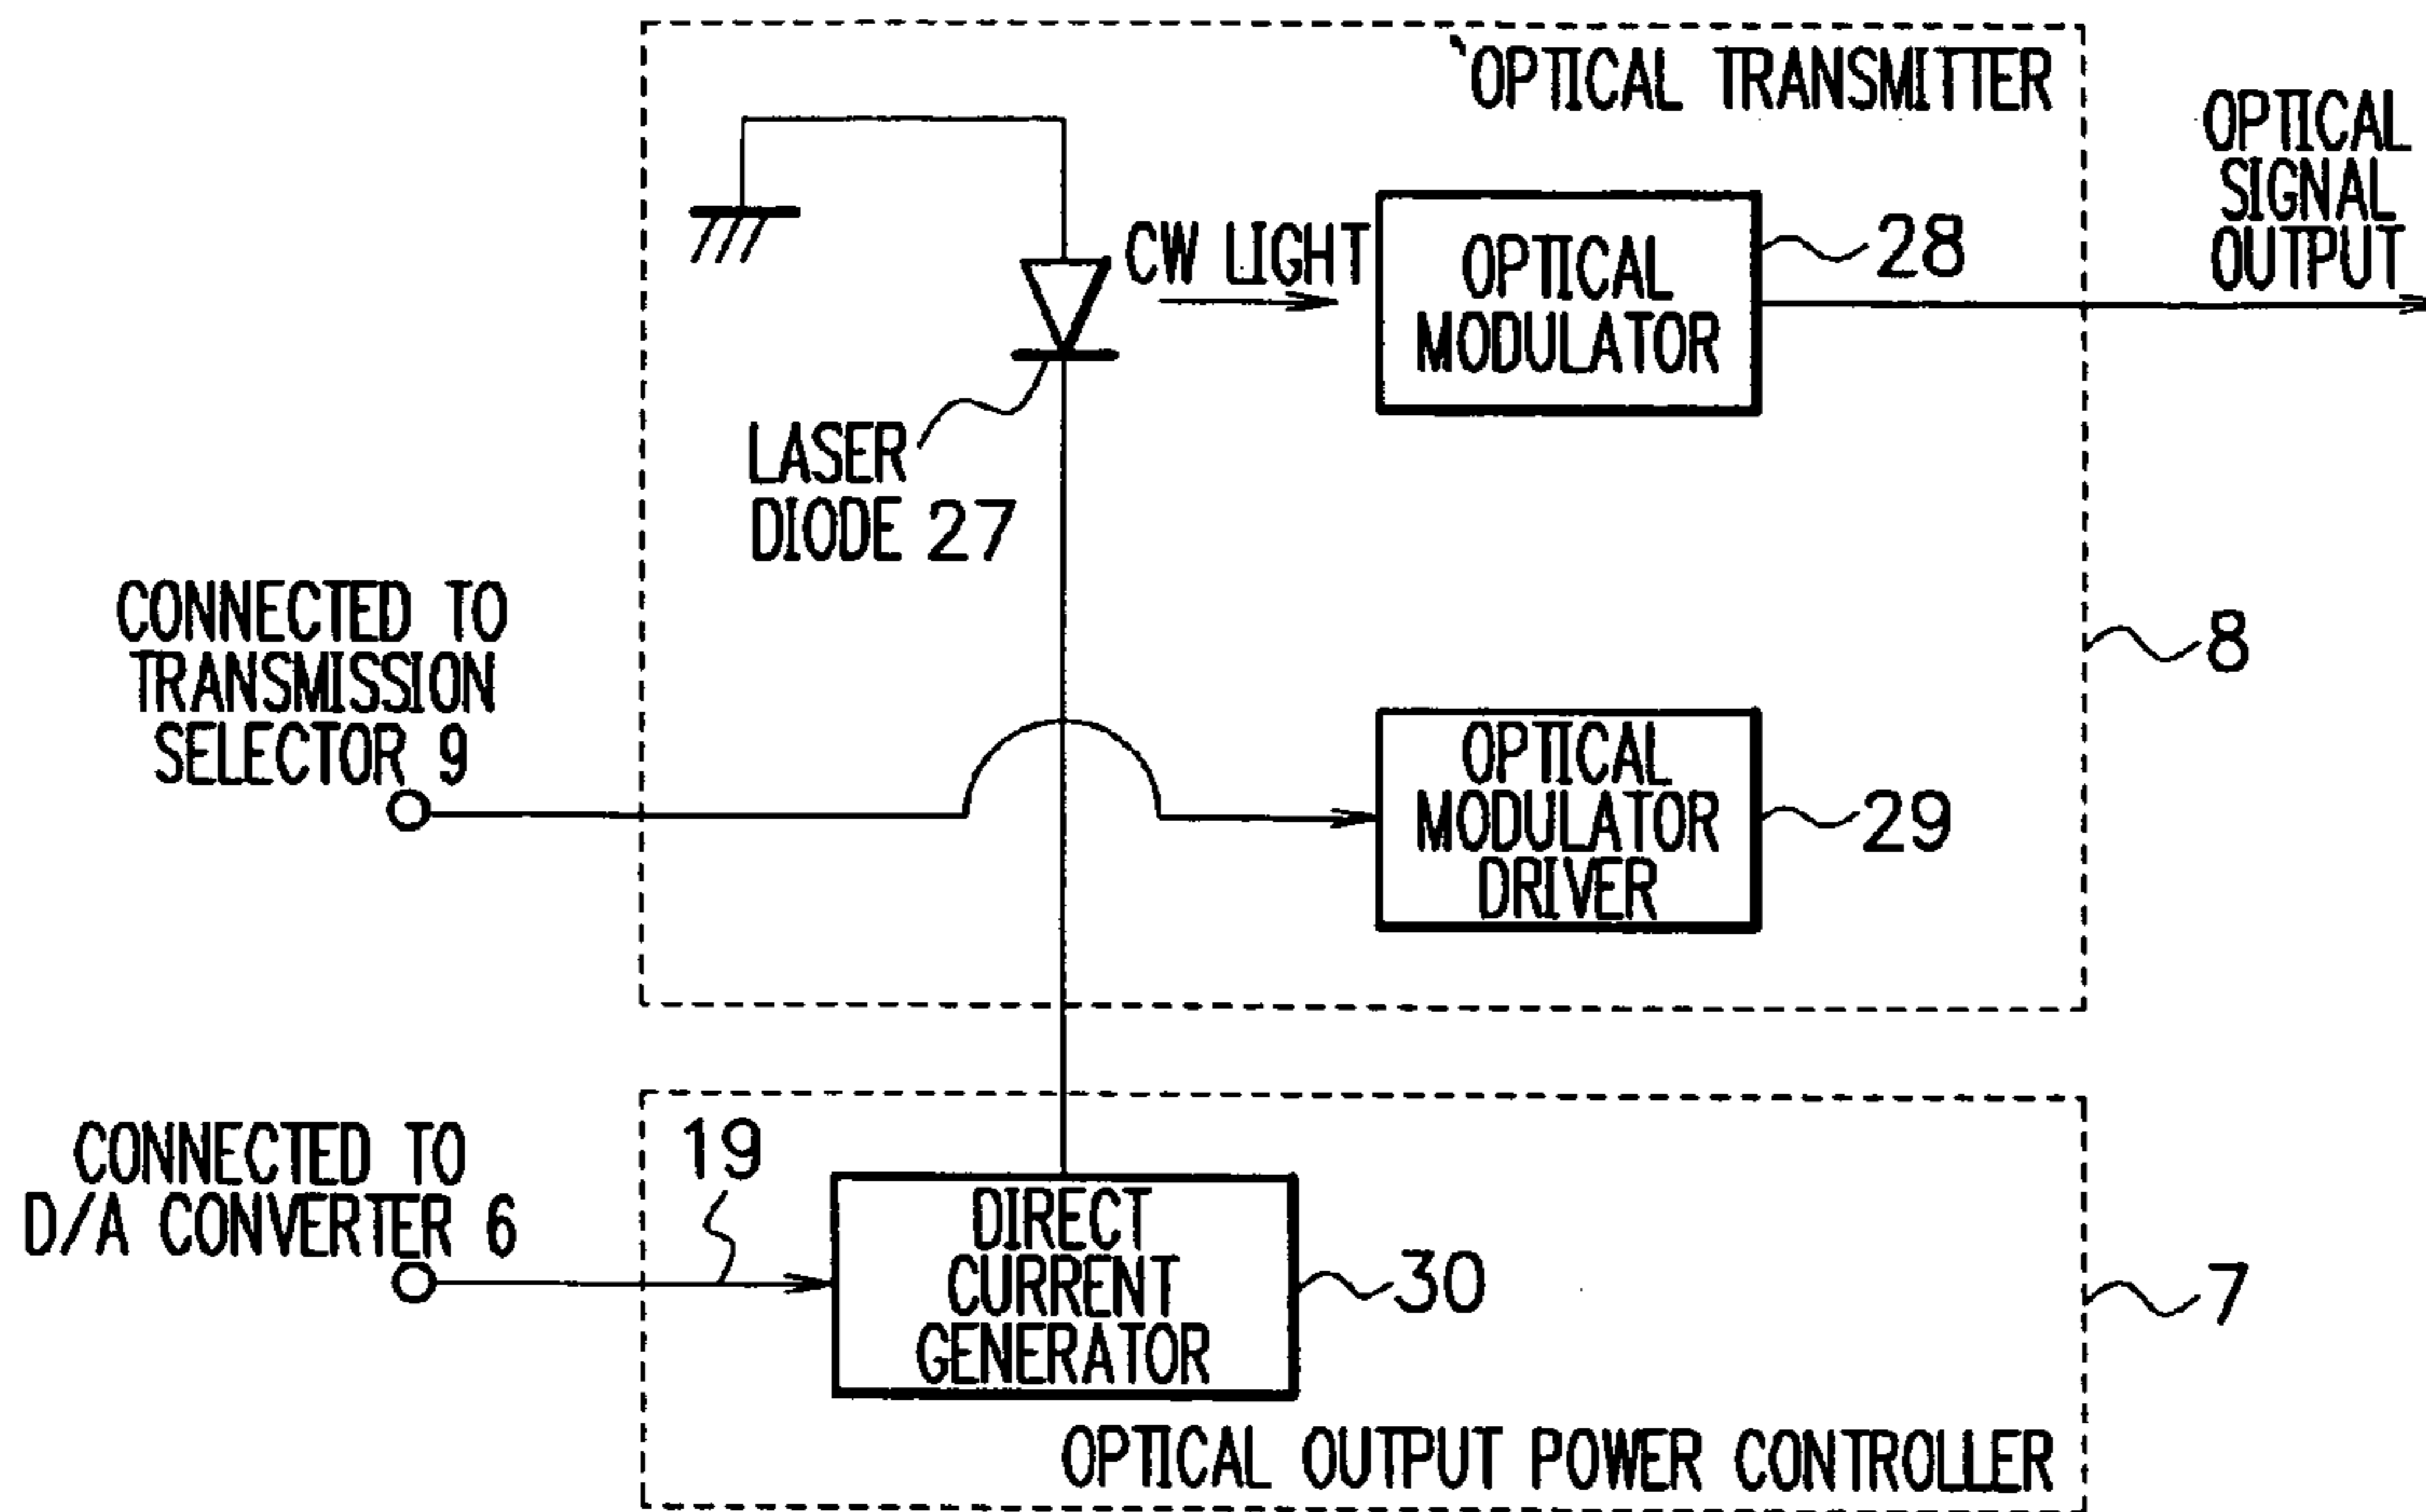 OPTICAL TRANSMITTER
OPTICAL
SIGNAL
OUTPUT
CW LIGHT
OPTICAL
MODULATOR
28
LASER
DIODE 27
CONNECTED TO
TRANSMISSION
SELECTOR 9
8
OPTICAL
MODULATOR
DRIVER
29
CONNECTED TO
D/A CONVERTER 6
19
DIRECT
CURRENT
GENERATOR
30
7
OPTICAL OUTPUT POWER CONTROLLER